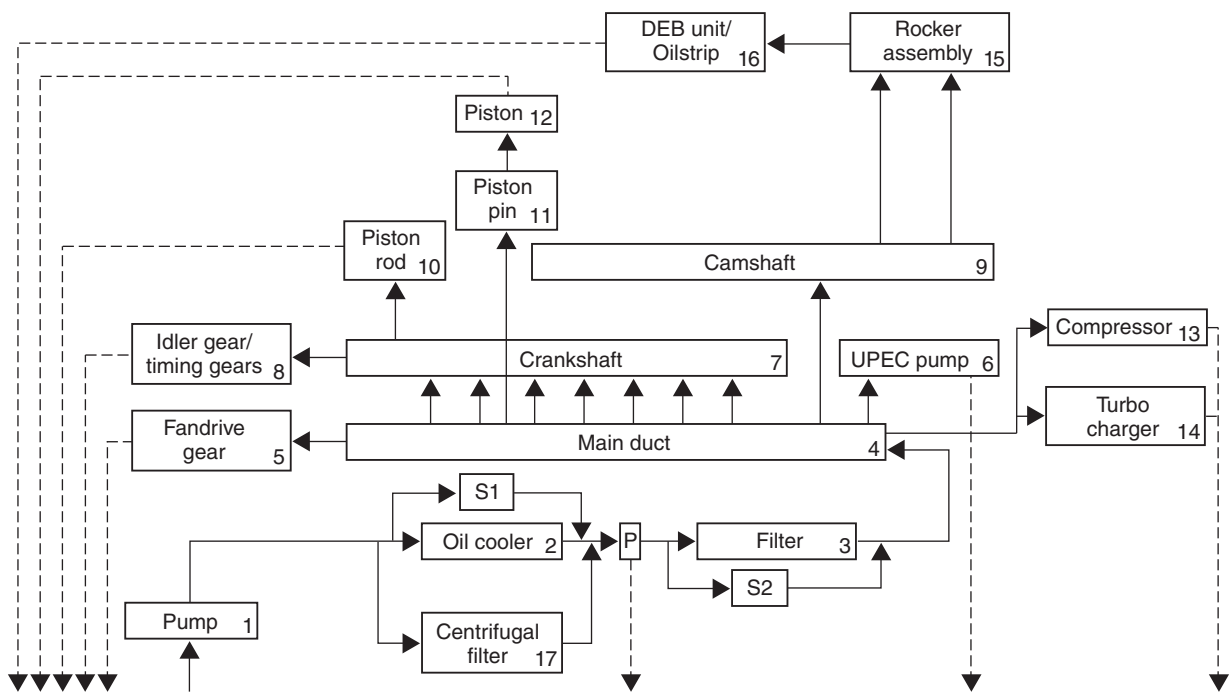 DEB unit/
Oilstrip 16
Rocker
assembly 15
Piston 12
Piston
pin 11
Piston
rod 10
Camshaft 9
Idler gear/
timing gears 8
Crankshaft 7
UPEC pump 6
Compressor 13
Fandrive
gear 5
Main duct 4
Turbo
charger 14
S1
Oil cooler 2
P
Filter 3
S2
Pump 1
Centrifugal
filter 17